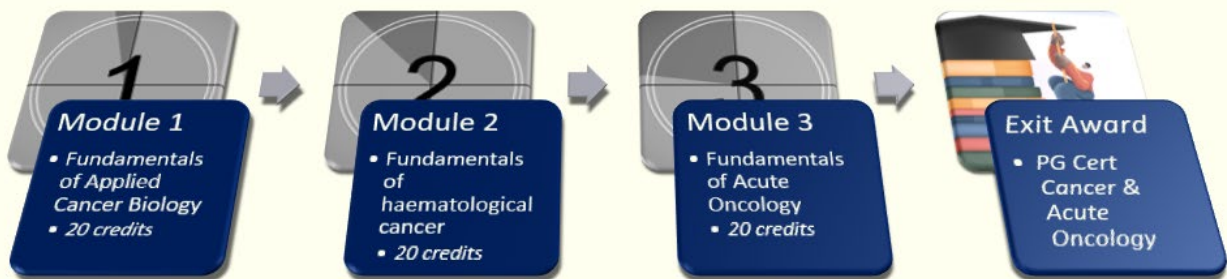 1
Module 1
• Fundamentals
of Applied
Cancer Biology
• 20 credits
2
Module 2
• Fundamentals
of
haematological
cancer
• 20 credits
3
Module 3
• Fundamentals
of Acute
Oncology
• 20 credits
Exit Award
• PG Cert
Cancer &
Acute
Oncology